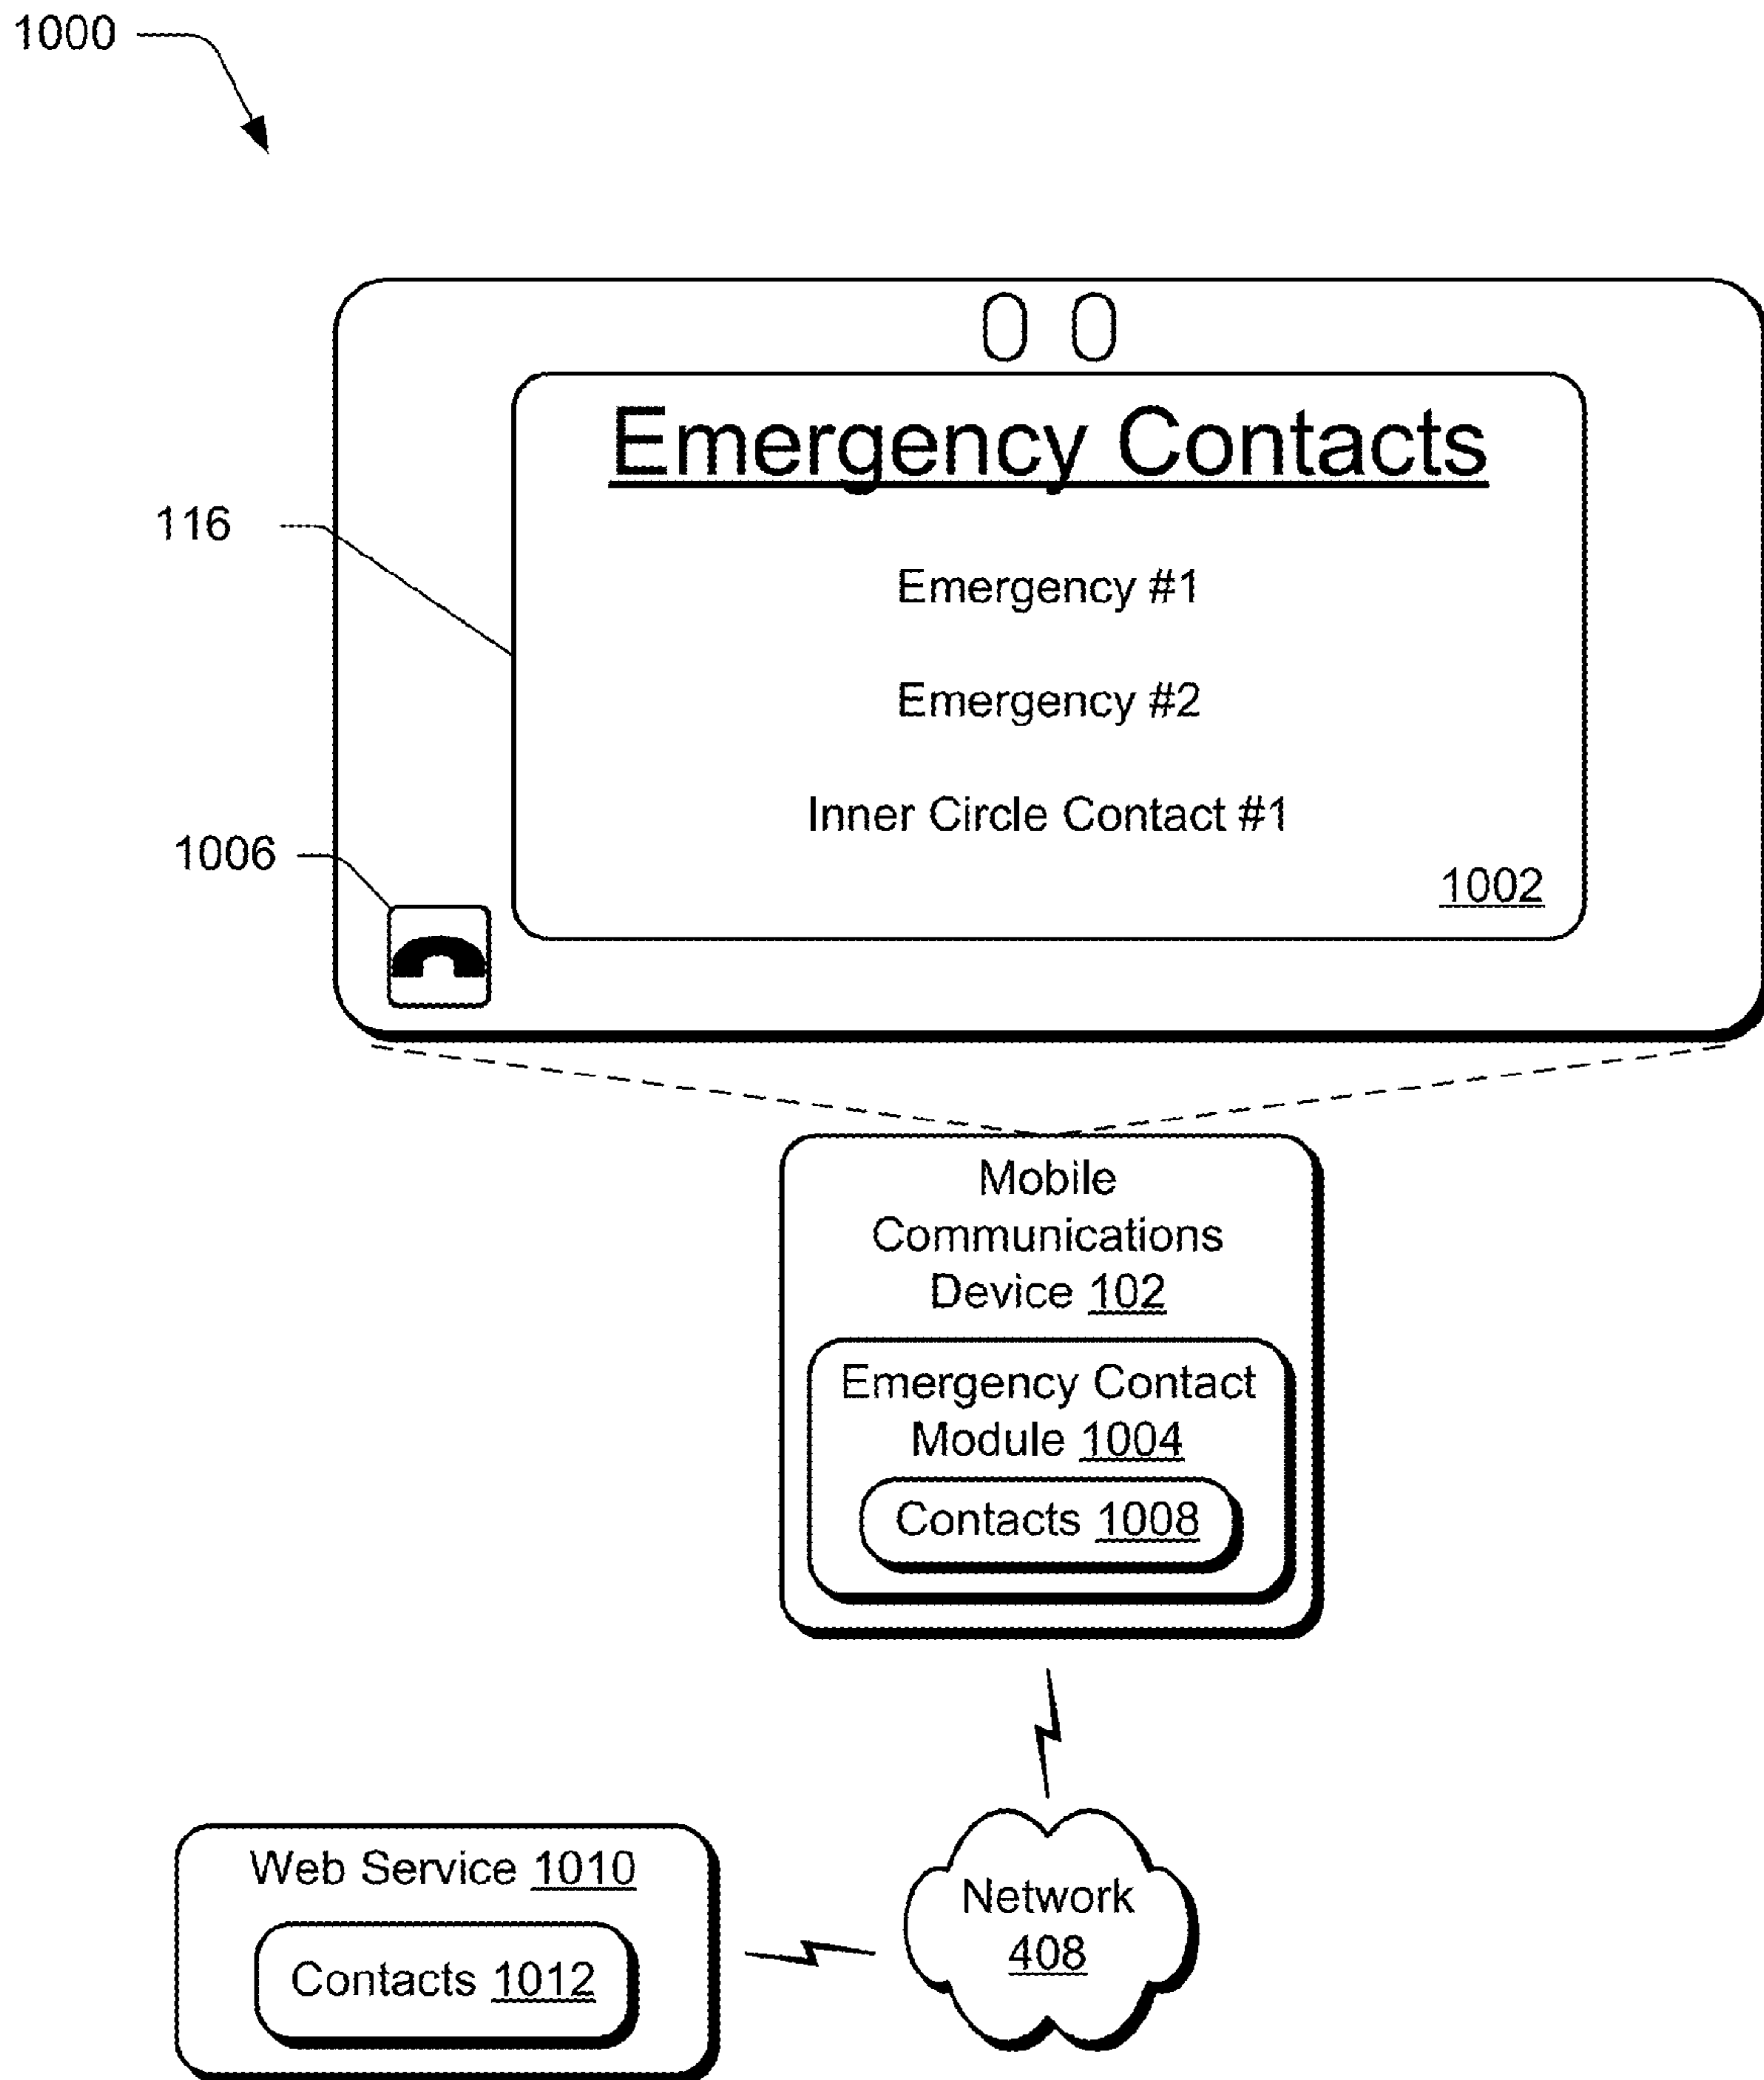 1000
Emergency Contacts
116
Emergency #1
Emergency #2
Inner Circle Contact #1
1006
1002
Mobile
Communications
Device 102
Emergency Contact
Module 1004
Contacts 1008
Web Service 1010
Contacts 1012
Network
408